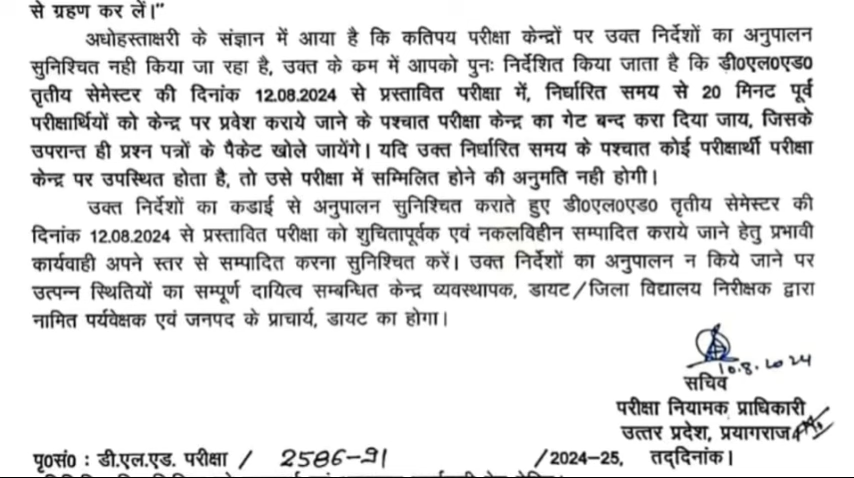 से ग्रहण कर लें।"
अधोहस्ताक्षरी के संज्ञान में आया है कि कतिपय परीक्षा केन्द्रों पर उक्त निर्देशों का अनुपालन
सुनिश्चित नही किया जा रहा है, उक्त के कम में आपको पुनः निर्देशित किया जाता है कि डी0एल0एड0
तृतीय सेमेस्टर की दिनांक 12.08.2024 से प्रस्तावित परीक्षा में, निर्धारित समय से 20 मिनट पूर्व
परीक्षार्थियों को केन्द्र पर प्रवेश कराये जाने के पश्चात परीक्षा केन्द्र का गेट बन्द करा दिया जाय, जिसके
उपरान्त ही प्रश्न पत्रों के पैकेट खोले जायेंगे। यदि उक्त निर्धारित समय के पश्चात कोई परीक्षार्थी परीक्षा
केन्द्र पर उपस्थित होता है, तो उसे परीक्षा में सम्मिलित होने की अनुमति नही होगी।
उक्त निर्देशों का कडाई से अनुपालन सुनिश्चित कराते हुए डी0एल0एड0 तृतीय सेमेस्टर की
दिनांक 12.08.2024 से प्रस्तावित परीक्षा को शुचितापूर्वक एवं नकलविहीन सम्पादित कराये जाने हेतु प्रभावी
कार्यवाही अपने स्तर से सम्पादित करना सुनिश्चित करें। उक्त निर्देशों का अनुपालन न किये जाने पर
उत्पन्न स्थितियों का सम्पूर्ण दायित्व सम्बन्धित केन्द्र व्यवस्थापक, डायट/जिला विद्यालय निरीक्षक द्वारा
नामित पर्यवेक्षक एवं जनपद के प्राचार्य, डायट का होगा।
10.8.2024
सचिव
परीक्षा नियामक प्राधिकारी
उत्तर प्रदेश, प्रयागराज
पृ0सं0 : डी.एल.एड. परीक्षा / 2586-91 /2024-25, तद्दिनांक।